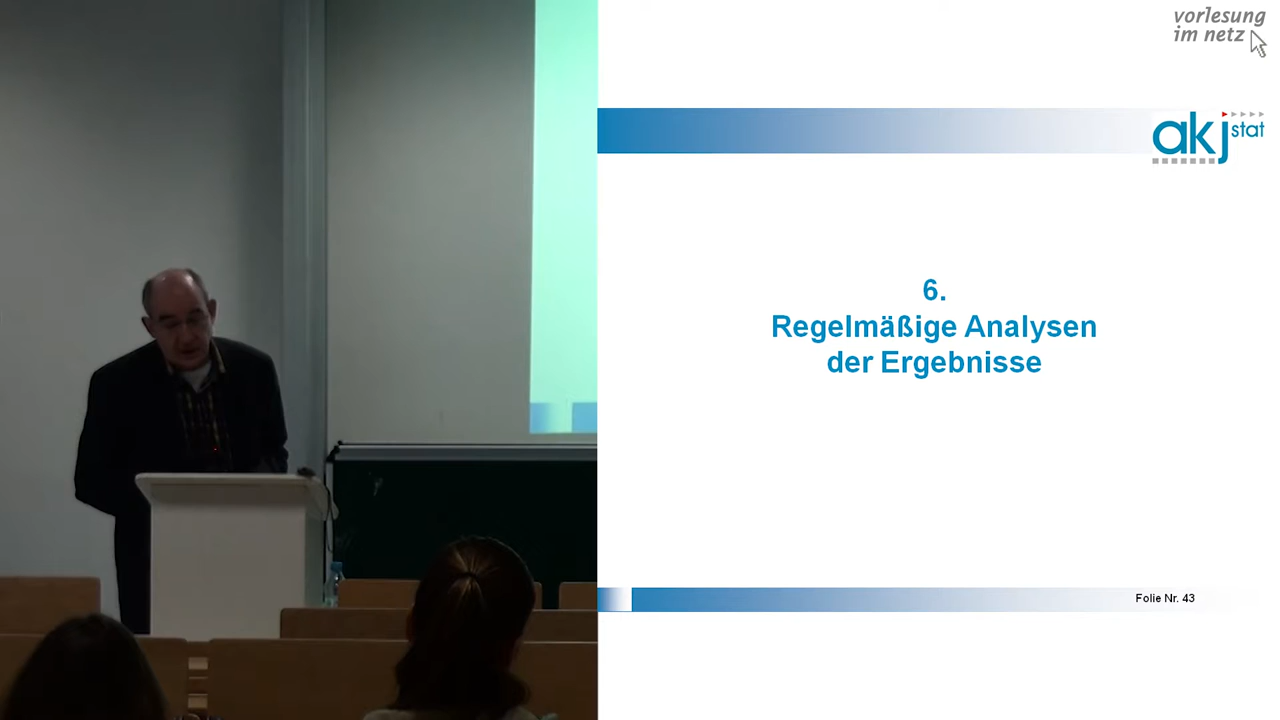 vorlesung
im netz
akj stat
6.
Regelmäßige Analysen
der Ergebnisse
Folie Nr. 43